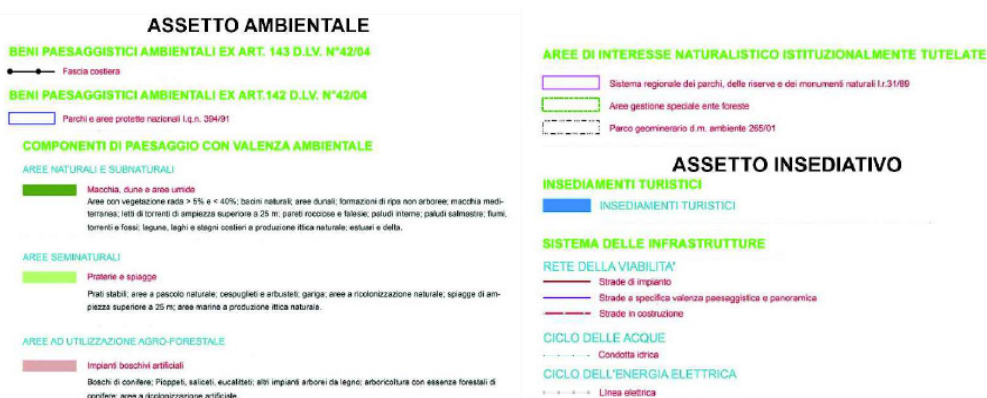 ASSETTO AMBIENTALE
BENI PAESAGGISTICI AMBIENTALI EX ART. 143 D.LV. N°42/04
Fascia costiera
BENI PAESAGGISTICI AMBIENTALI EX ART.142 D.LV. N°42/04
Parchi e aree protette nazionali l.q.n. 394/91
COMPONENTI DI PAESAGGIO CON VALENZA AMBIENTALE
AREE NATURALI E SUBNATURALI
Macchia, dune e aree umide
Aree con vegetazione rada > 5% e < 40%; bacini naturali; aree dunali; formazioni di ripa non arboree; macchia medi-
terranea; letti di torrenti di ampiezza superiore a 25 m; pareti rocciose e falesie; paludi interne; paludi salmastre; fiumi,
torrenti e fossi; lagune, laghi e stagni costieri a produzione ittica naturale; estuari e delta.
AREE SEMINATURALI
Praterie e spiagge
Prati stabili; aree a pascolo naturale; cespuglieti e arbusteti; gariga; aree a ricolonizzazione naturale; spiagge di am-
piezza superiore a 25 m; aree marine a produzione ittica naturale.
AREE AD UTILIZZAZIONE AGRO-FORESTALE
Impianti boschivi artificiali
Boschi di conifere; Pioppeti, saliceti, eucalitteti; altri impianti arborei da legno; arboricoltura con essenze forestali di
conifere; aree a ricolonizzazione artificiale.
AREE DI INTERESSE NATURALISTICO ISTITUZIONALMENTE TUTELATE
Sistema regionale dei parchi, delle riserve e dei monumenti naturali l.r.31/89
Aree gestione speciale ente foreste
Parco geominerario d.m. ambiente 265/01
ASSETTO INSEDIATIVO
INSEDIAMENTI TURISTICI
INSEDIAMENTI TURISTICI
SISTEMA DELLE INFRASTRUTTURE
RETE DELLA VIABILITA'
Strade di impianto
Strade a specifica valenza paesaggistica e panoramica
Strade in costruzione
CICLO DELLE ACQUE
Condotta idrica
CICLO DELL'ENERGIA ELETTRICA
Linea elettrica